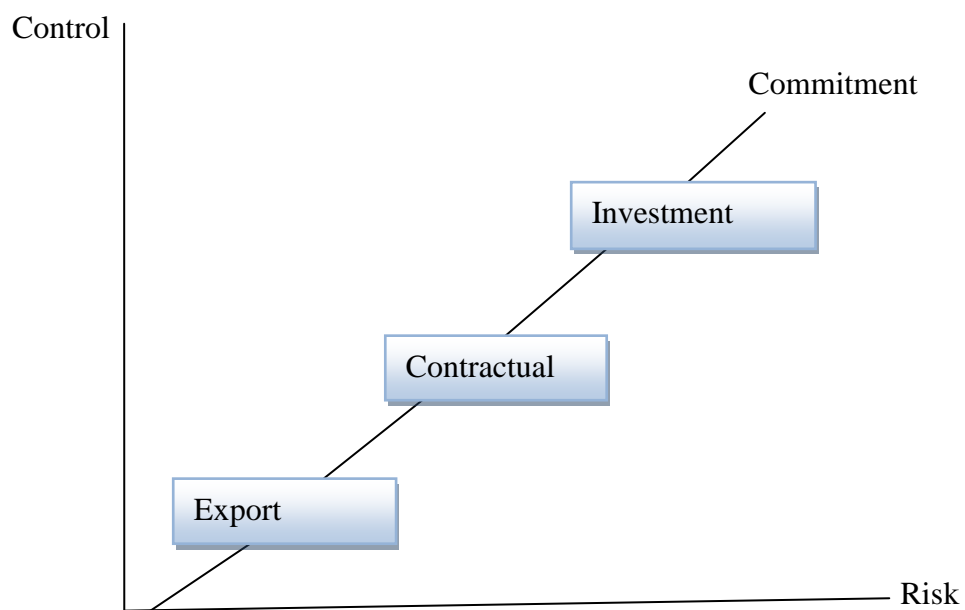 Control
Commitment
Investment
Contractual
Export
Risk